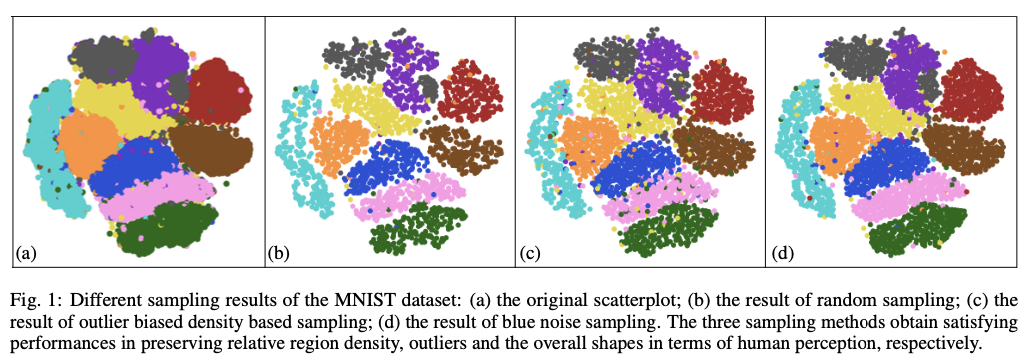 (a)
(b)
(c)
(d)
Fig. 1: Different sampling results of the MNIST dataset: (a) the original scatterplot; (b) the result of random sampling; (c) the
result of outlier biased density based sampling; (d) the result of blue noise sampling. The three sampling methods obtain satisfying
performances in preserving relative region density, outliers and the overall shapes in terms of human perception, respectively.